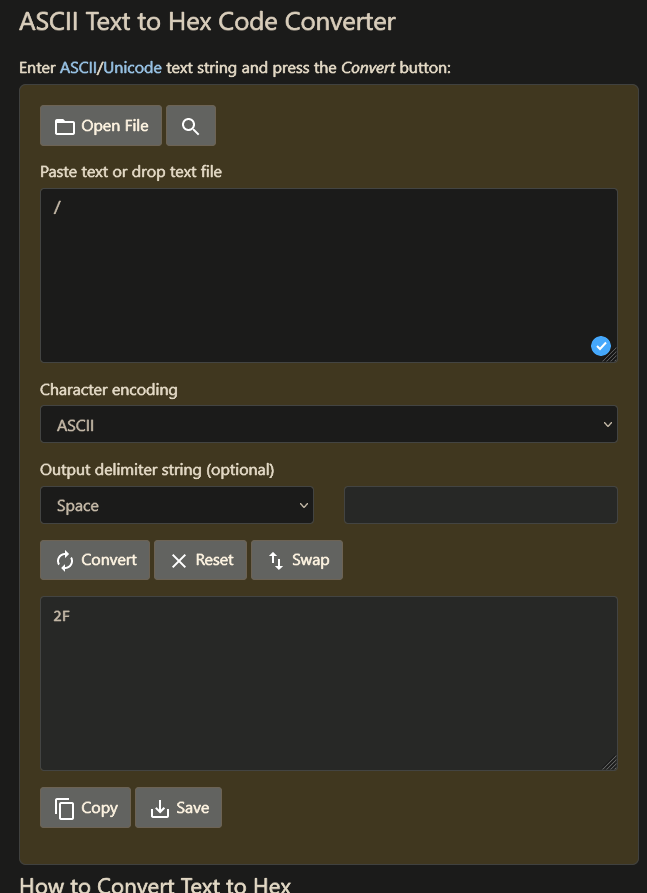 ASCII Text to Hex Code Converter
Enter ASCII/Unicode text string and press the Convert button:
Open File
Paste text or drop text file
/
Character encoding
ASCII
Output delimiter string (optional)
Space
Convert Reset Swap
2F
Copy Save
How to Convert Text to Hex